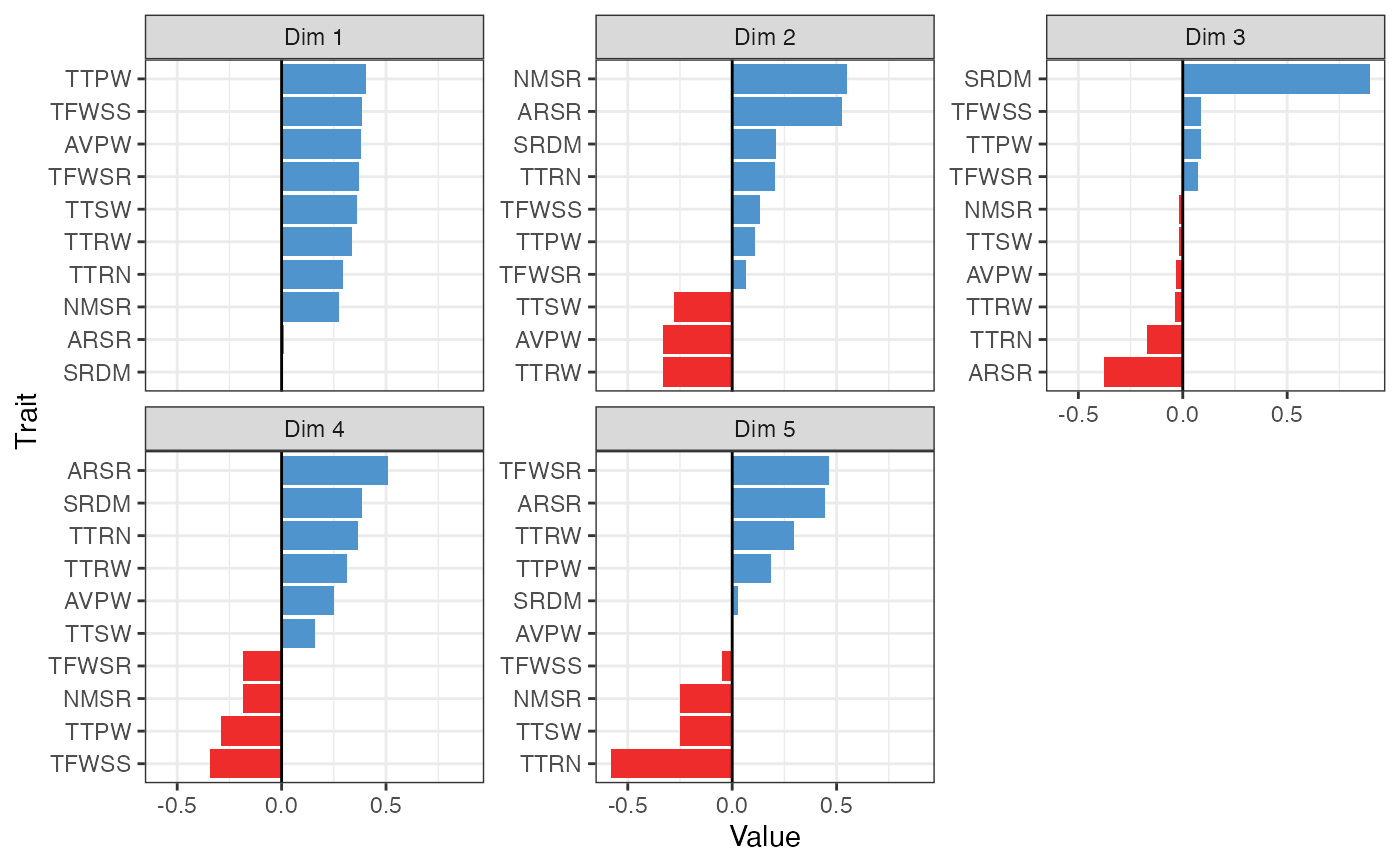 Dim 1
TTPW
TFWSS
AVPW
TFWSR
TTSW
TTRW
TTRN
NMSR
ARSR
SRDM
Dim 2
NMSR
ARSR
SRDM
TTRN
TFWSS
TTPW
TFWSR
TTSW
AVPW
TTRW
Dim 3
SRDM
TFWSS
TTPW
TFWSR
NMSR
TTSW
AVPW
TTRW
TTRN
ARSR
-0.5 0.0 0.5
Trait
Dim 4
ARSR
SRDM
TTRN
TTRW
AVPW
TTSW
TFWSR
NMSR
TTPW
TFWSS
-0.5 0.0 0.5
Dim 5
TFWSR
ARSR
TTRW
TTPW
SRDM
AVPW
TFWSS
NMSR
TTSW
TTRN
-0.5 0.0 0.5
Value